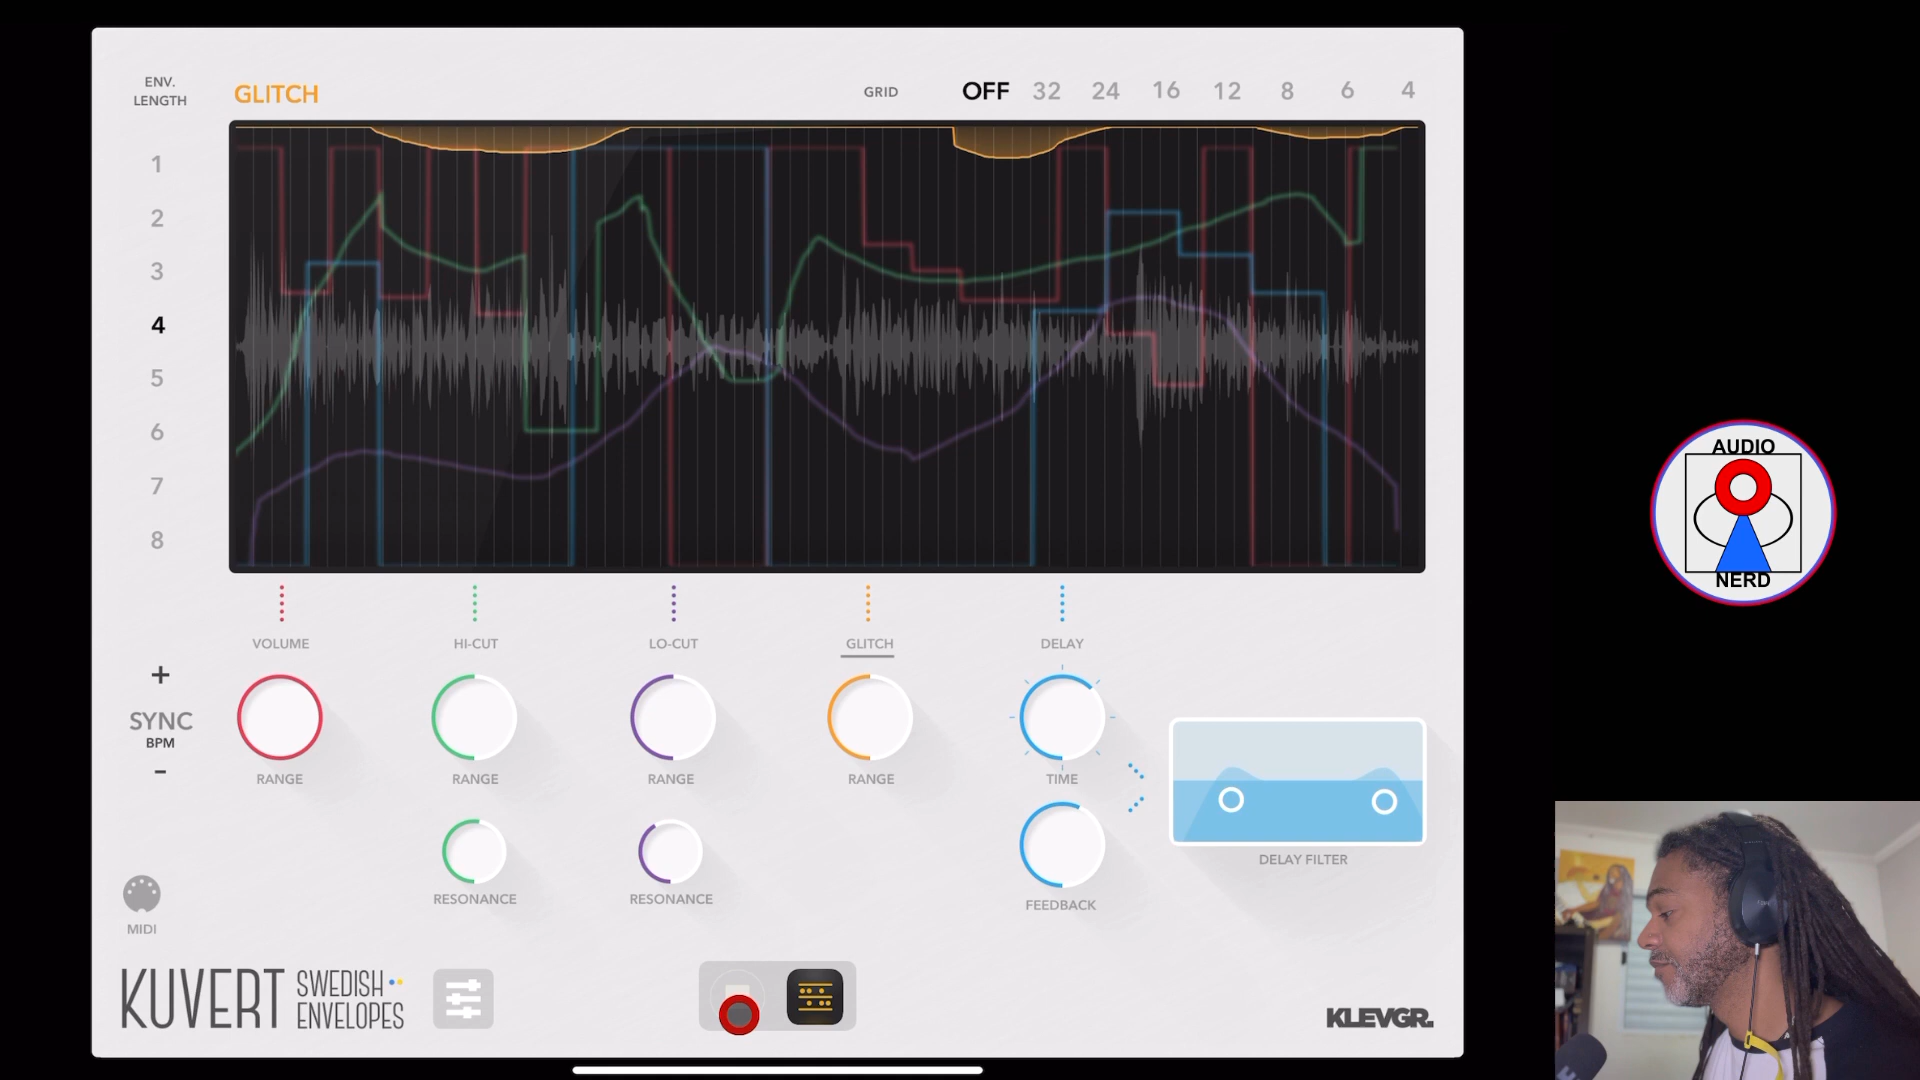 ENV.
LENGTH
GLITCH
GRID
OFF 32 24 16 12 8 6 4
1
2
3
4
5
6
7
8
VOLUME
HI-CUT
LO-CUT
GLITCH
DELAY
+
SYNC
BPM
-
RANGE
RANGE
RANGE
RANGE
TIME
RESONANCE
RESONANCE
FEEDBACK
DELAY FILTER
MIDI
KUVERT
SWEDISH
ENVELOPES
KLEVGR.
AUDIO
NERD